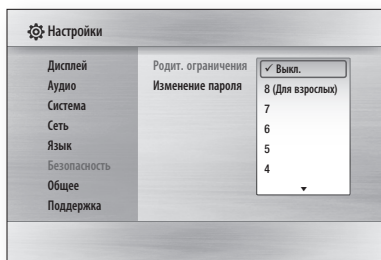 Настройки
Дисплей
Аудио
Система
Сеть
Язык
Безопасность
Общее
Поддержка
Родит. ограничения
Изменение пароля
✓ Выкл.
8 (Для взрослых)
7
6
5
4